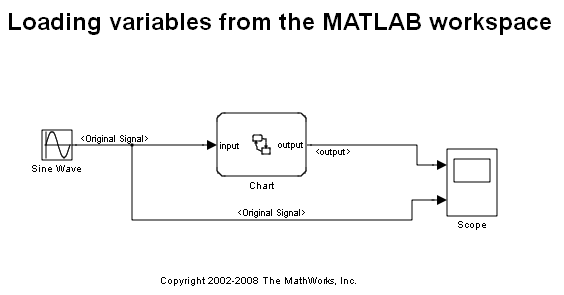 Loading variables from the MATLAB workspace
<Original Signal>
input
output
<output>
Sine Wave
Chart
<Original Signal>
Scope
Copyright 2002-2008 The MathWorks, Inc.